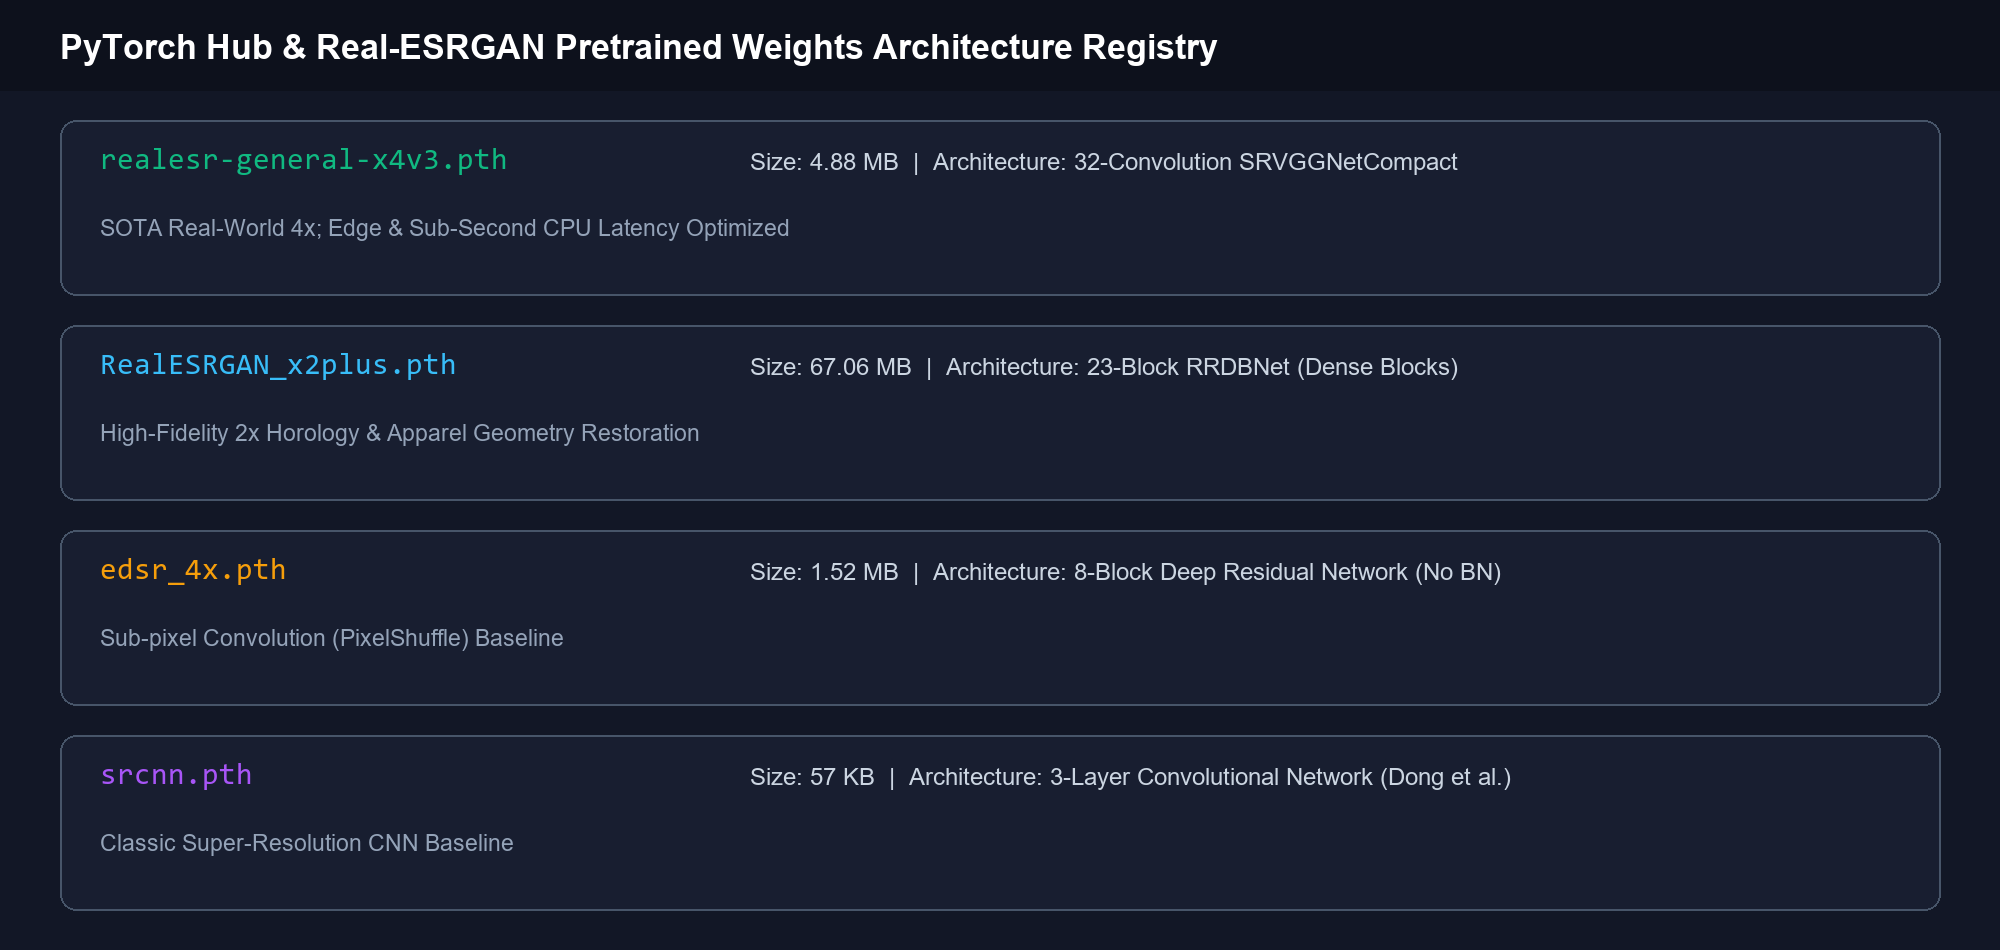 PyTorch Hub & Real-ESRGAN Pretrained Weights Architecture Registry
realesr-general-x4v3.pth
Size: 4.88 MB | Architecture: 32-Convolution SRVGGNetCompact
SOTA Real-World 4x; Edge & Sub-Second CPU Latency Optimized
RealESRGAN_x2plus.pth
Size: 67.06 MB | Architecture: 23-Block RRDBNet (Dense Blocks)
High-Fidelity 2x Horology & Apparel Geometry Restoration
edsr_4x.pth
Size: 1.52 MB | Architecture: 8-Block Deep Residual Network (No BN)
Sub-pixel Convolution (PixelShuffle) Baseline
srcnn.pth
Size: 57 KB | Architecture: 3-Layer Convolutional Network (Dong et al.)
Classic Super-Resolution CNN Baseline